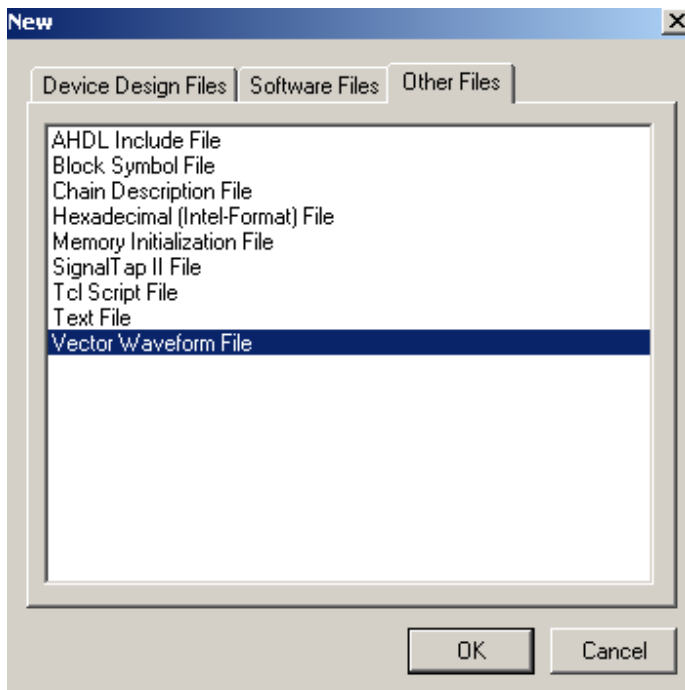 New
Device Design Files Software Files Other Files
AHDL Include File
Block Symbol File
Chain Description File
Hexadecimal (Intel-Format) File
Memory Initialization File
SignalTap II File
Tcl Script File
Text File
Vector Waveform File
OK Cancel